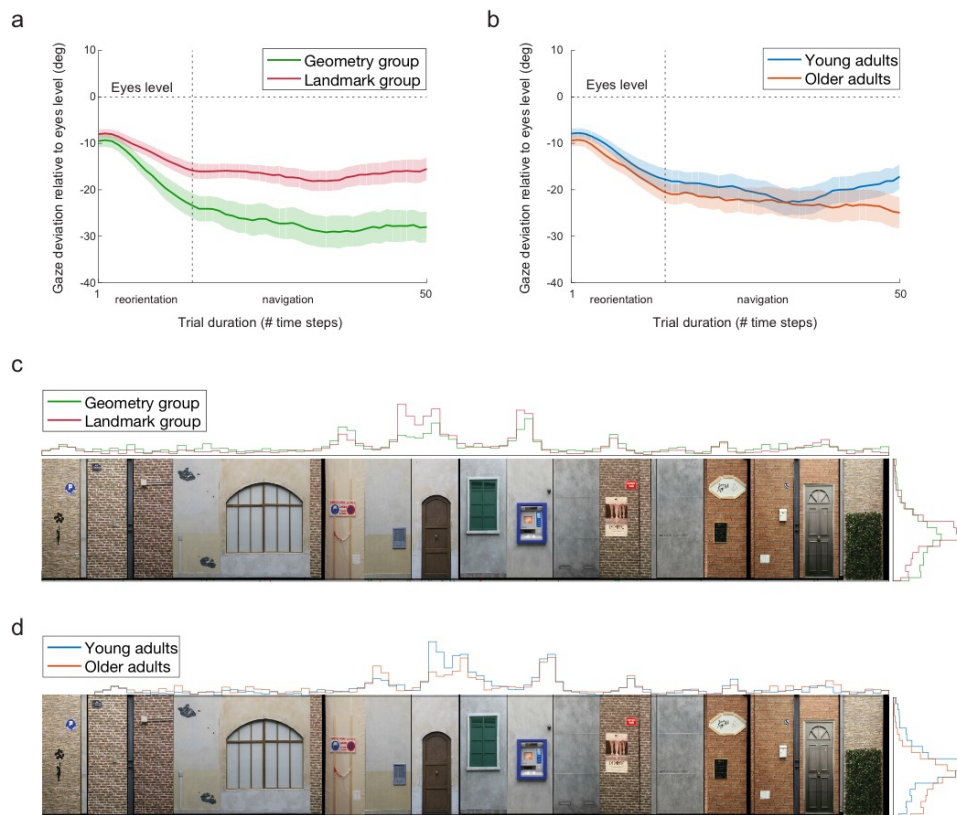 a
Gaze deviation relative to eyes level (deg)
10
0
-10
-20
-30
-40
Eyes level
Geometry group
Landmark group
1
50
reorientation
navigation
Trial duration (# time steps)
b
Gaze deviation relative to eyes level (deg)
10
0
-10
-20
-30
-40
Eyes level
Young adults
Older adults
1
50
reorientation
navigation
Trial duration (# time steps)
c
Geometry group
Landmark group
P
d
Young adults
Older adults
P